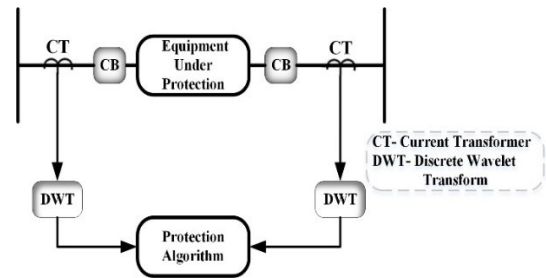 CT
CB
Equipment
Under
Protection
CB
CT
CT- Current Transformer
DWT- Discrete Wavelet
Transform
DWT
DWT
Protection
Algorithm